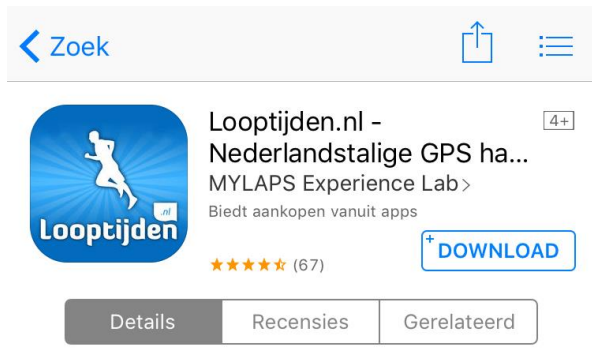 Zoek
Looptijden.nl -
Nederlandstalige GPS ha...
4+
MYLAPS Experience Lab>
Biedt aankopen vanuit apps
.nl
Looptijden
(67)
+DOWNLOAD
Details
Recensies
Gerelateerd